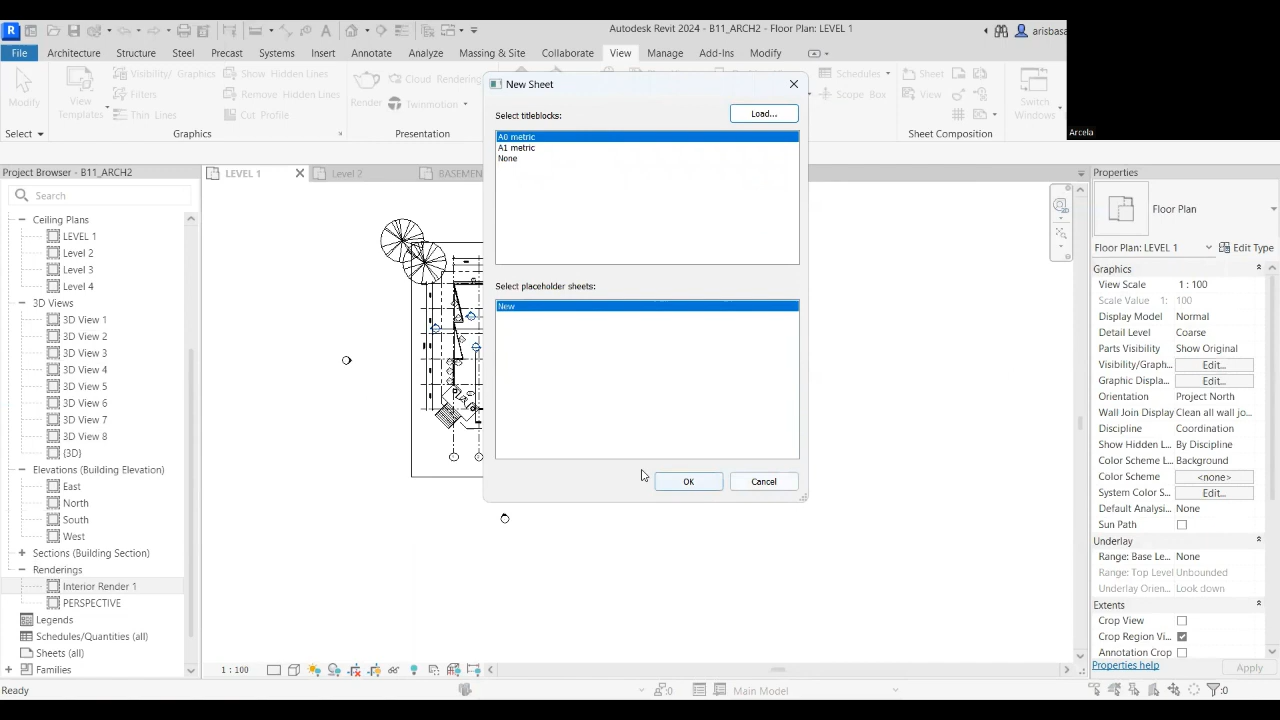 Autodesk Revit 2024 - B11_ARCH2 - Floor Plan: LEVEL 1
arisbasa
File
Architecture
Structure
Steel
Precast
Systems
Insert
Annotate
Analyze
Massing & Site
Collaborate
View
Manage
Add-Ins
Modify
Modify
View
Templates
Visibility/ Graphics
Filters
Thin Lines
Show Hidden Lines
Remove Hidden Lines
Cut Profile
Render
Cloud Rendering
Twinmotion
Schedules
Scope Box
Sheet
View
Switch
Windows
Select
Graphics
Presentation
Sheet Composition
Arcela
Project Browser - B11_ARCH2
Search
Ceiling Plans
LEVEL 1
Level 2
Level 3
Level 4
3D Views
3D View 1
3D View 2
3D View 3
3D View 4
3D View 5
3D View 6
3D View 7
3D View 8
{3D}
Elevations (Building Elevation)
East
North
South
West
Sections (Building Section)
Renderings
Interior Render 1
PERSPECTIVE
Legends
Schedules/Quantities (all)
Sheets (all)
Families
LEVEL 1
Level 2
BASEMEN
New Sheet
Select titleblocks:
Load...
A0 metric
A1 metric
None
Select placeholder sheets:
New
OK
Cancel
Properties
Floor Plan
Floor Plan: LEVEL 1
Edit Type
Graphics
View Scale 1 : 100
Scale Value 1: 100
Display Model Normal
Detail Level Coarse
Parts Visibility Show Original
Visibility/Graph... Edit...
Graphic Displa... Edit...
Orientation Project North
Wall Join Display Clean all wall jo...
Discipline Coordination
Show Hidden L... By Discipline
Color Scheme L... Background
Color Scheme <none>
System Color S... Edit...
Default Analysi... None
Sun Path
Underlay
Range: Base Le... None
Range: Top Level Unbounded
Underlay Orien... Look down
Extents
Crop View
Crop Region Vi...
Annotation Crop
Properties help
Apply
1 : 100
Ready
:0
Main Model
:0